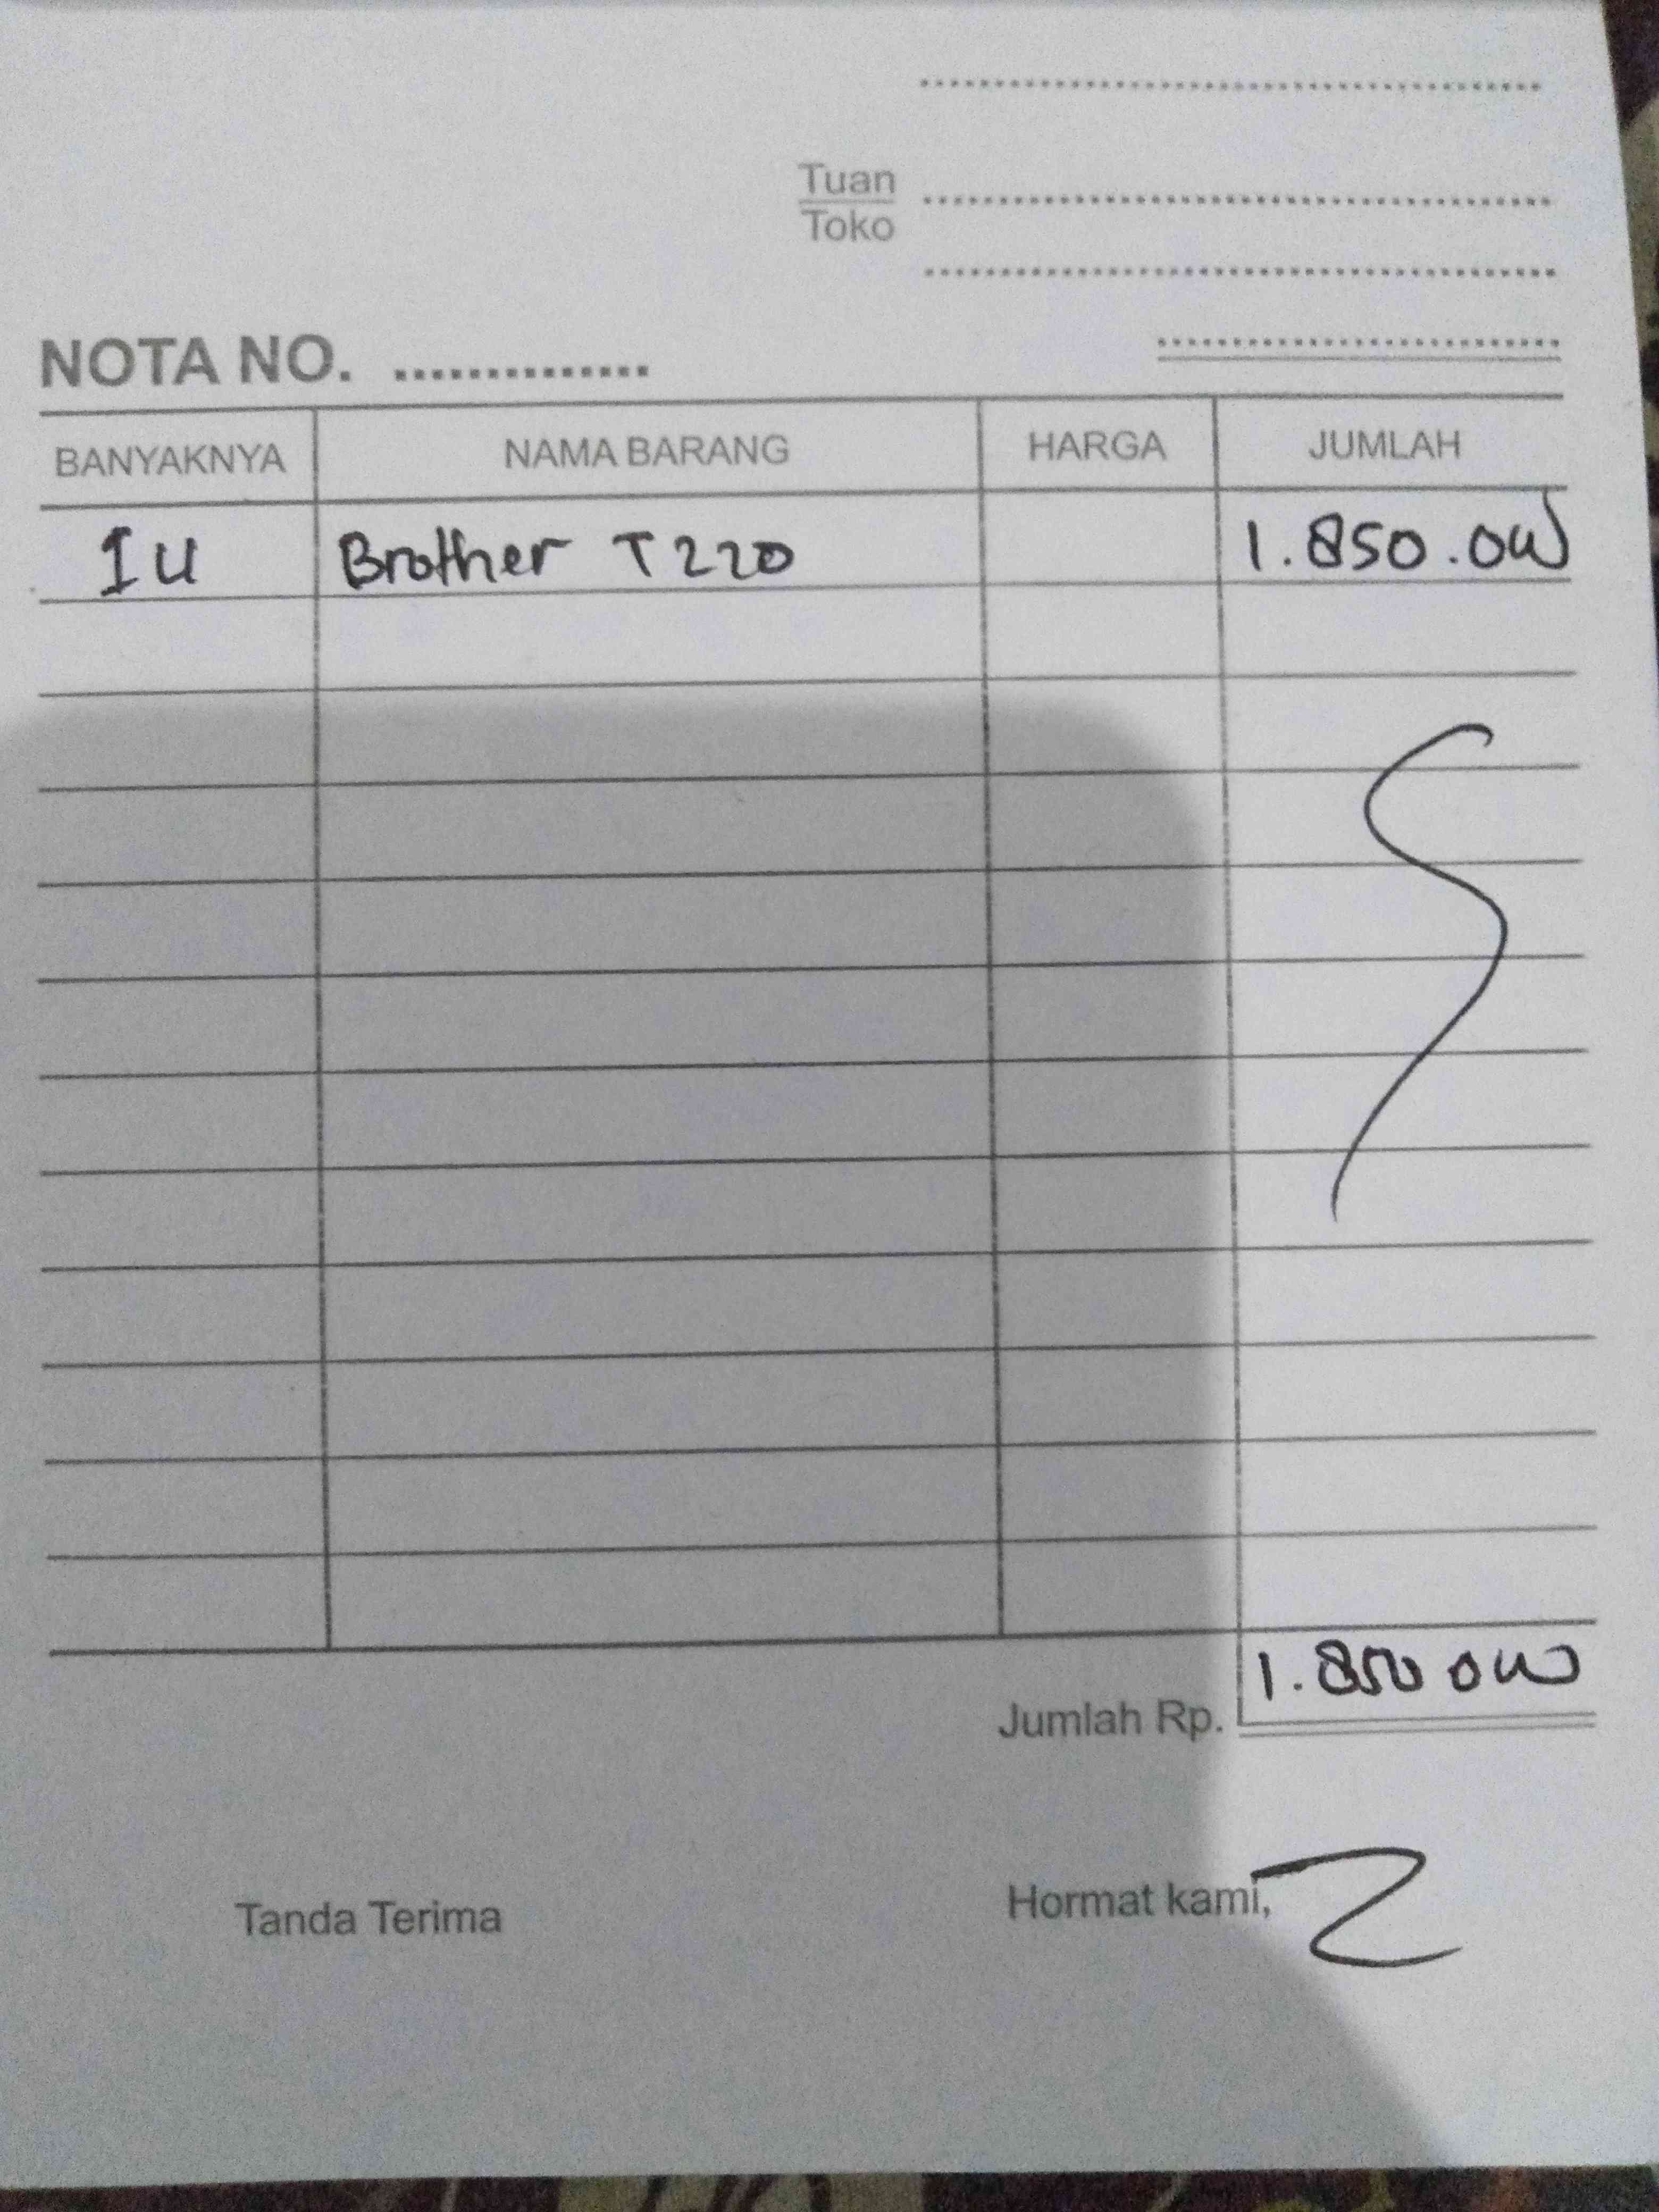 Tuan
Toko
NOTA NO. ..............
BANYAKNYA NAMA BARANG HARGA JUMLAH
1 U Brother T220 1.850.000
Jumlah Rp. 1.850 000
Tanda Terima Hormat kami,